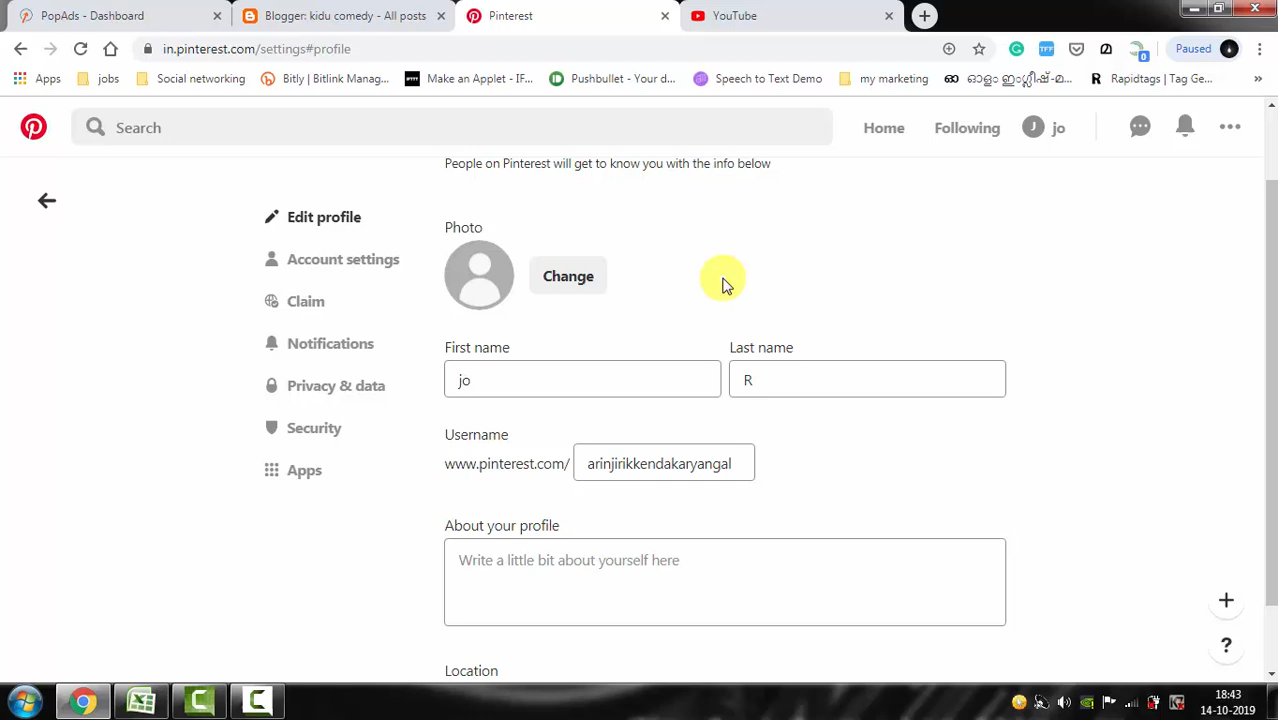 PopAds - Dashboard
Blogger: kidu comedy - All posts
Pinterest
YouTube
in.pinterest.com/settings#profile
TFF
0
Paused
Apps
jobs
Social networking
Bitly | Bitlink Manag...
IFTTT
Make an Applet - IF...
Pushbullet - Your d...
Speech to Text Demo
my marketing
ഓളം ഇംഗ്ലീഷ്-മ...
R
Rapidtags | Tag Ge...
»
Search
Home
Following
J
jo
People on Pinterest will get to know you with the info below
Edit profile
Account settings
Claim
Notifications
Privacy & data
Security
Apps
Photo
Change
First name
Last name
jo
R
Username
www.pinterest.com/
arinjirikkendakaryangal
About your profile
Write a little bit about yourself here
Location
+
?
18:43
14-10-2019